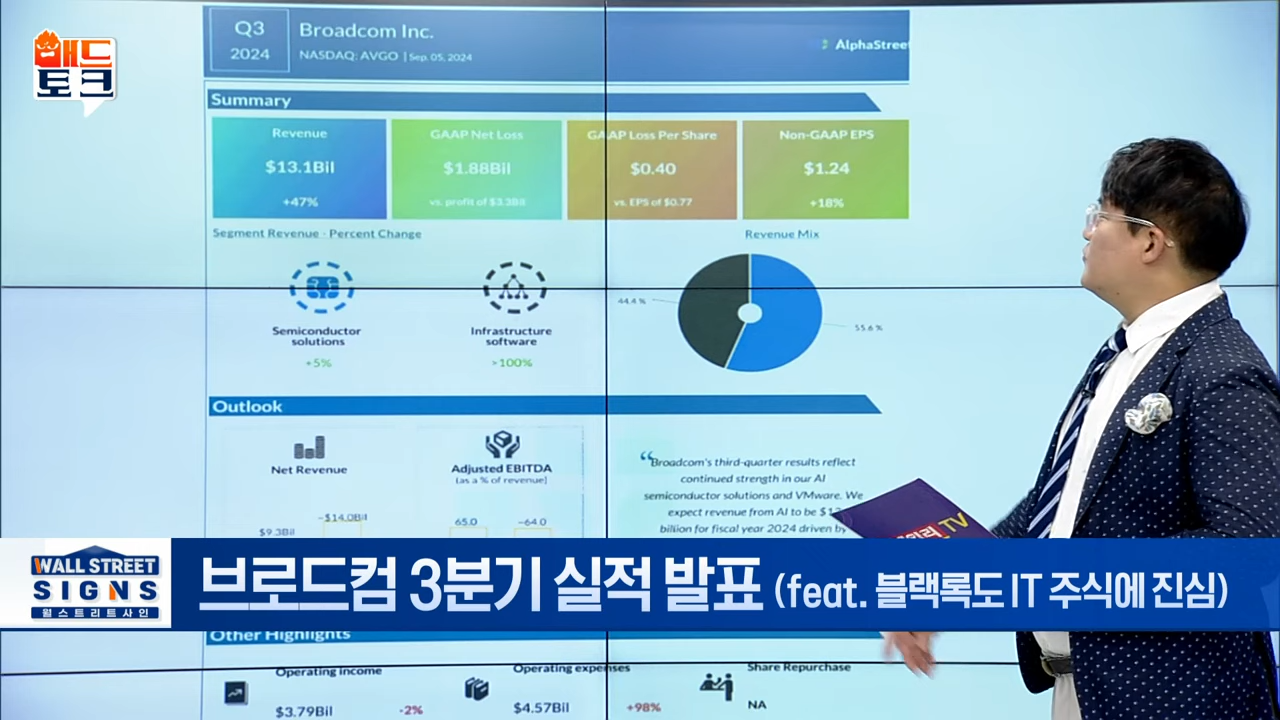 매드
토크
Q3
2024
Broadcom Inc.
NASDAQ: AVGO | Sep. 05, 2024
AlphaStreet
Summary
Revenue
$13.1Bil
+47%
GAAP Net Loss
$1.88Bil
vs. profit of $3.3Bil
GAAP Loss Per Share
$0.40
vs. EPS of $0.77
Non-GAAP EPS
$1.24
+18%
Segment Revenue - Percent Change
Semiconductor
solutions
+5%
Infrastructure
software
>100%
Revenue Mix
44.4 %
55.6 %
Outlook
Net Revenue
$9.3Bil
~$14.0Bil
Adjusted EBITDA
[as a % of revenue]
65.0
~64.0
“Broadcom's third-quarter results reflect
continued strength in our AI
semiconductor solutions and VMware. We
expect revenue from AI to be
billion for fiscal year 2024 driven by
TV
WALL STREET
SIGNS
월스트리트사인
브로드컴 3분기 실적 발표 (feat. 블랙록도 IT 주식에 진심)
Other Highlights
Operating income
$3.79Bil
-2%
Operating expenses
$4.57Bil
+98%
Share Repurchase
NA